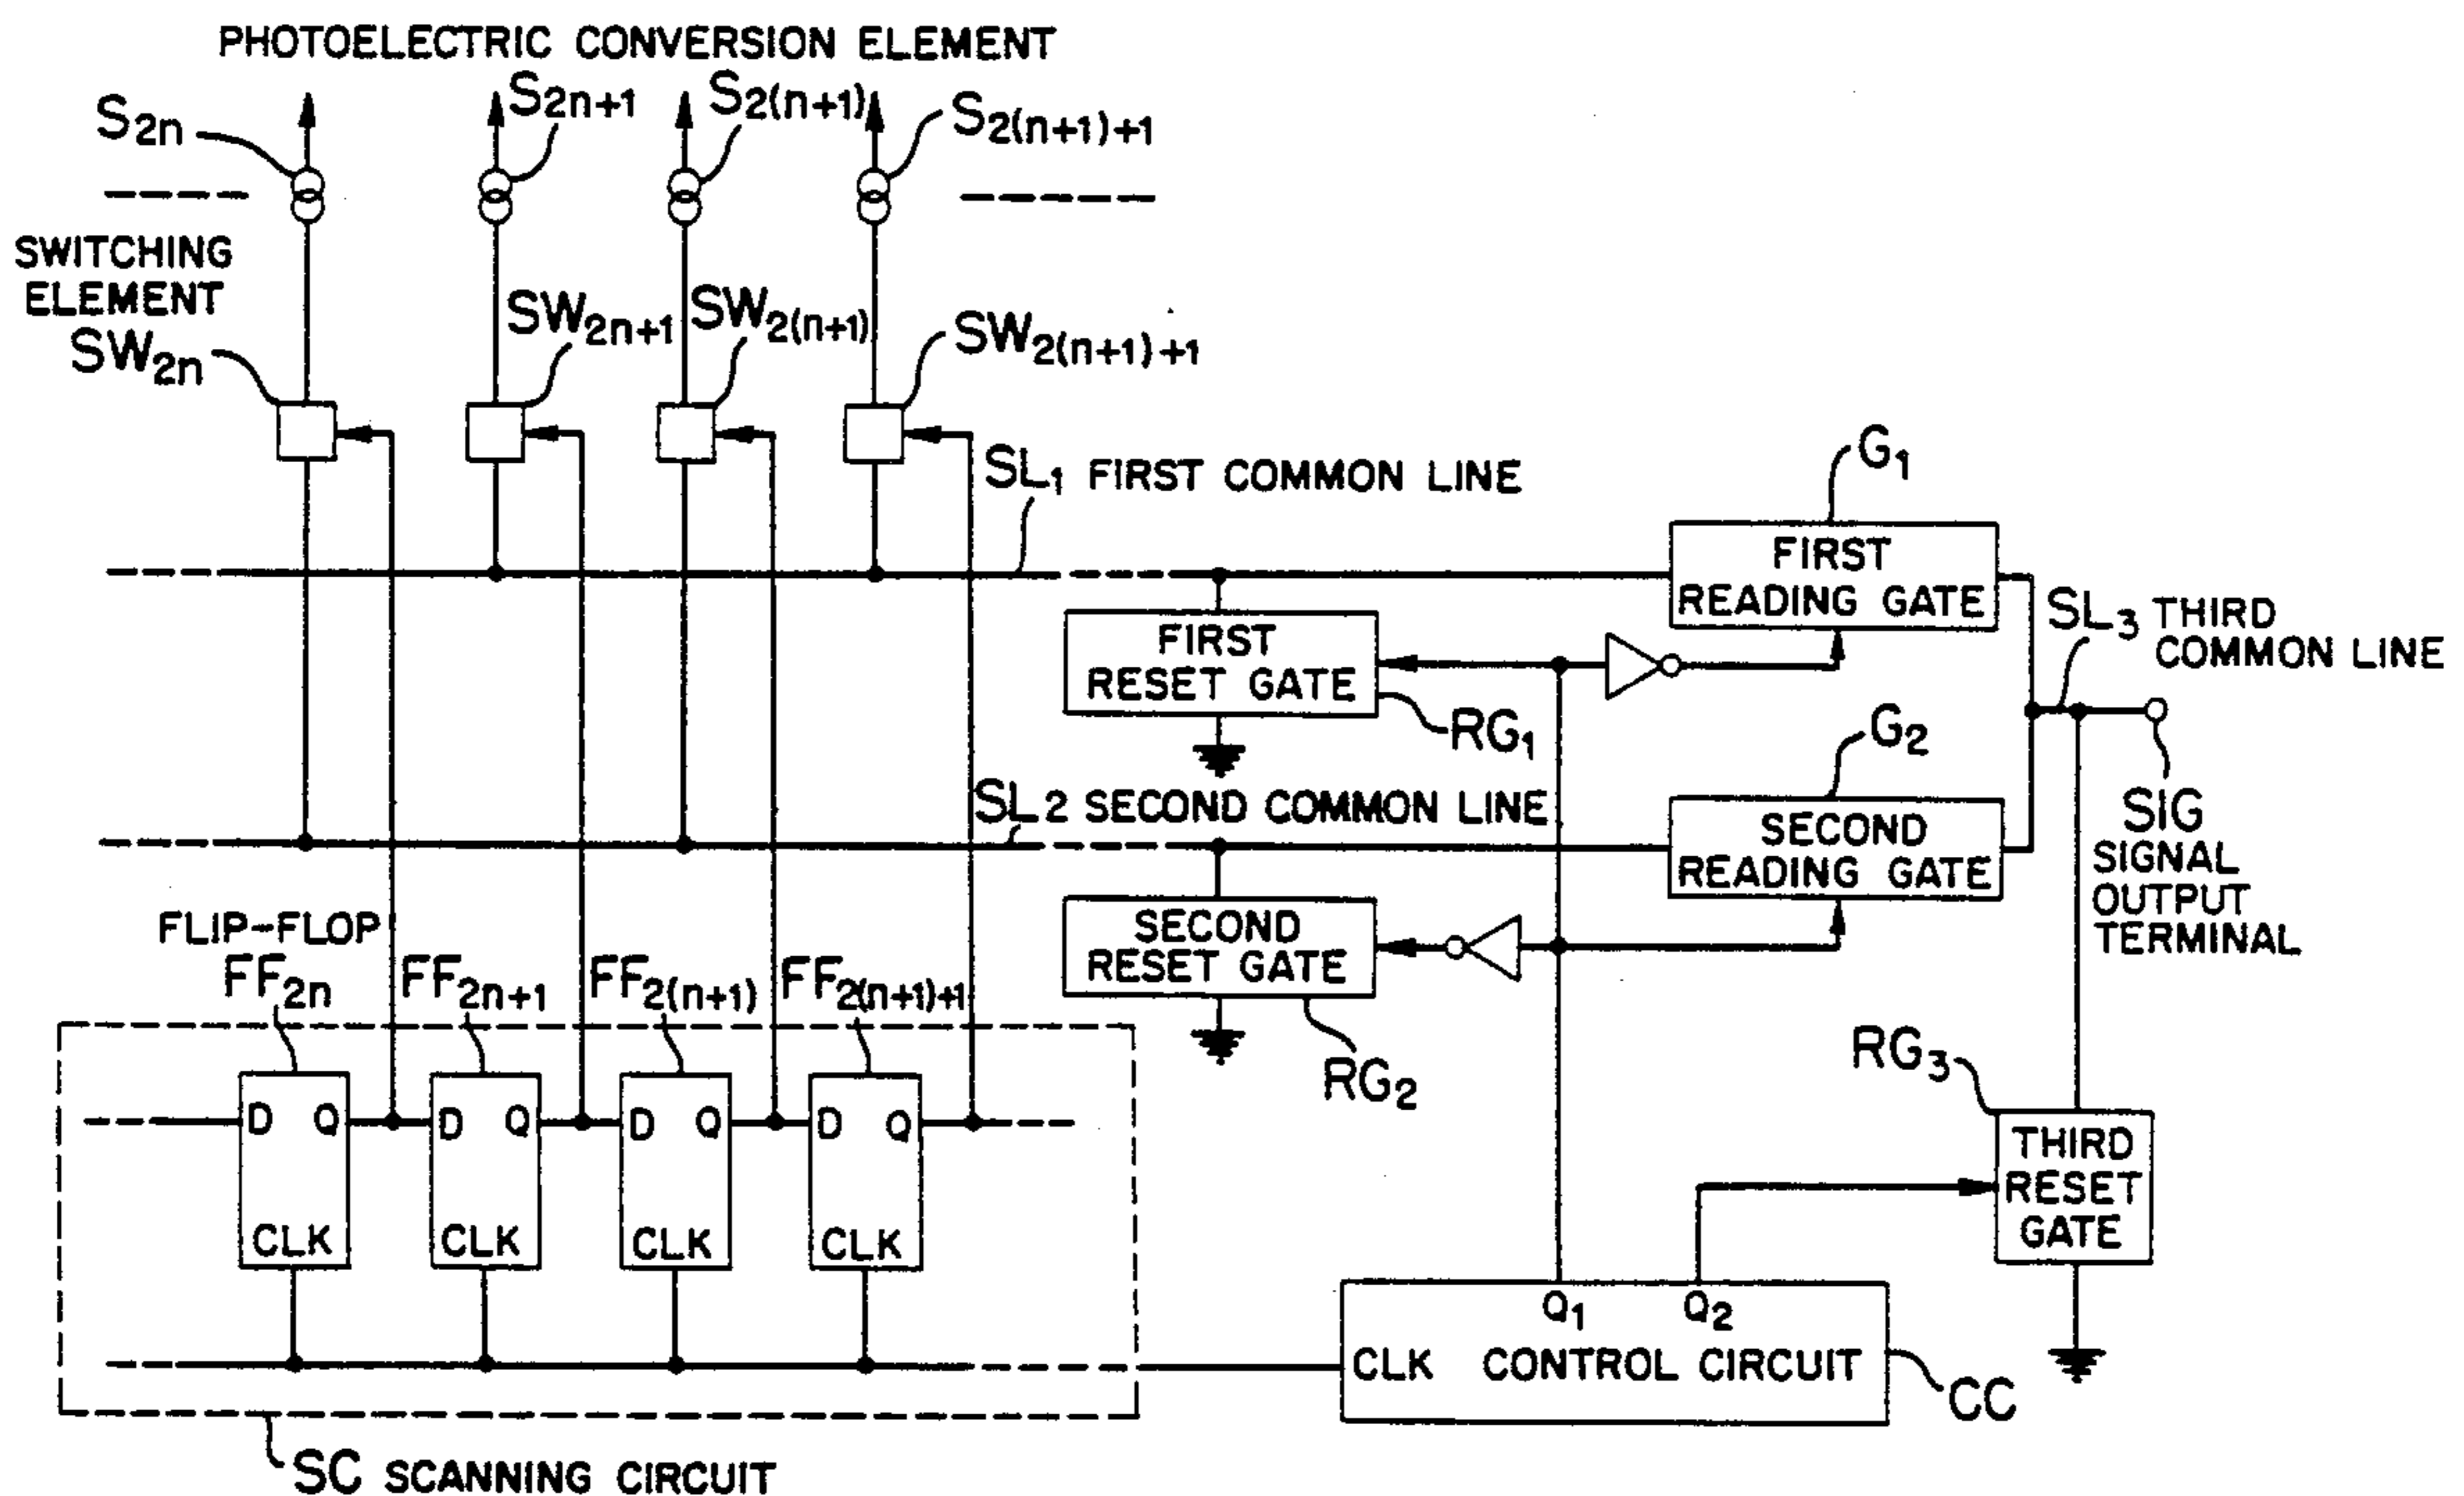 PHOTOELECTRIC CONVERSION ELEMENT
S2n
S2n+1
S2(n+1)
S2(n+1)+1
SWITCHING
ELEMENT
SW2n
SW2n+1
SW2(n+1)
SW2(n+1)+1
SL1 FIRST COMMON LINE
G1
FIRST
READING GATE
SL3 THIRD
COMMON LINE
FIRST
RESET GATE
RG1
G2
SL2 SECOND COMMON LINE
SECOND
READING GATE
SIG
SIGNAL
OUTPUT
TERMINAL
SECOND
RESET GATE
RG2
FLIP-FLOP
FF2n
FF2n+1
FF2(n+1)
FF2(n+1)+1
D Q
D Q
D Q
D Q
CLK
CLK
CLK
CLK
RG3
THIRD
RESET
GATE
Q1 Q2
CLK CONTROL CIRCUIT
CC
SC SCANNING CIRCUIT